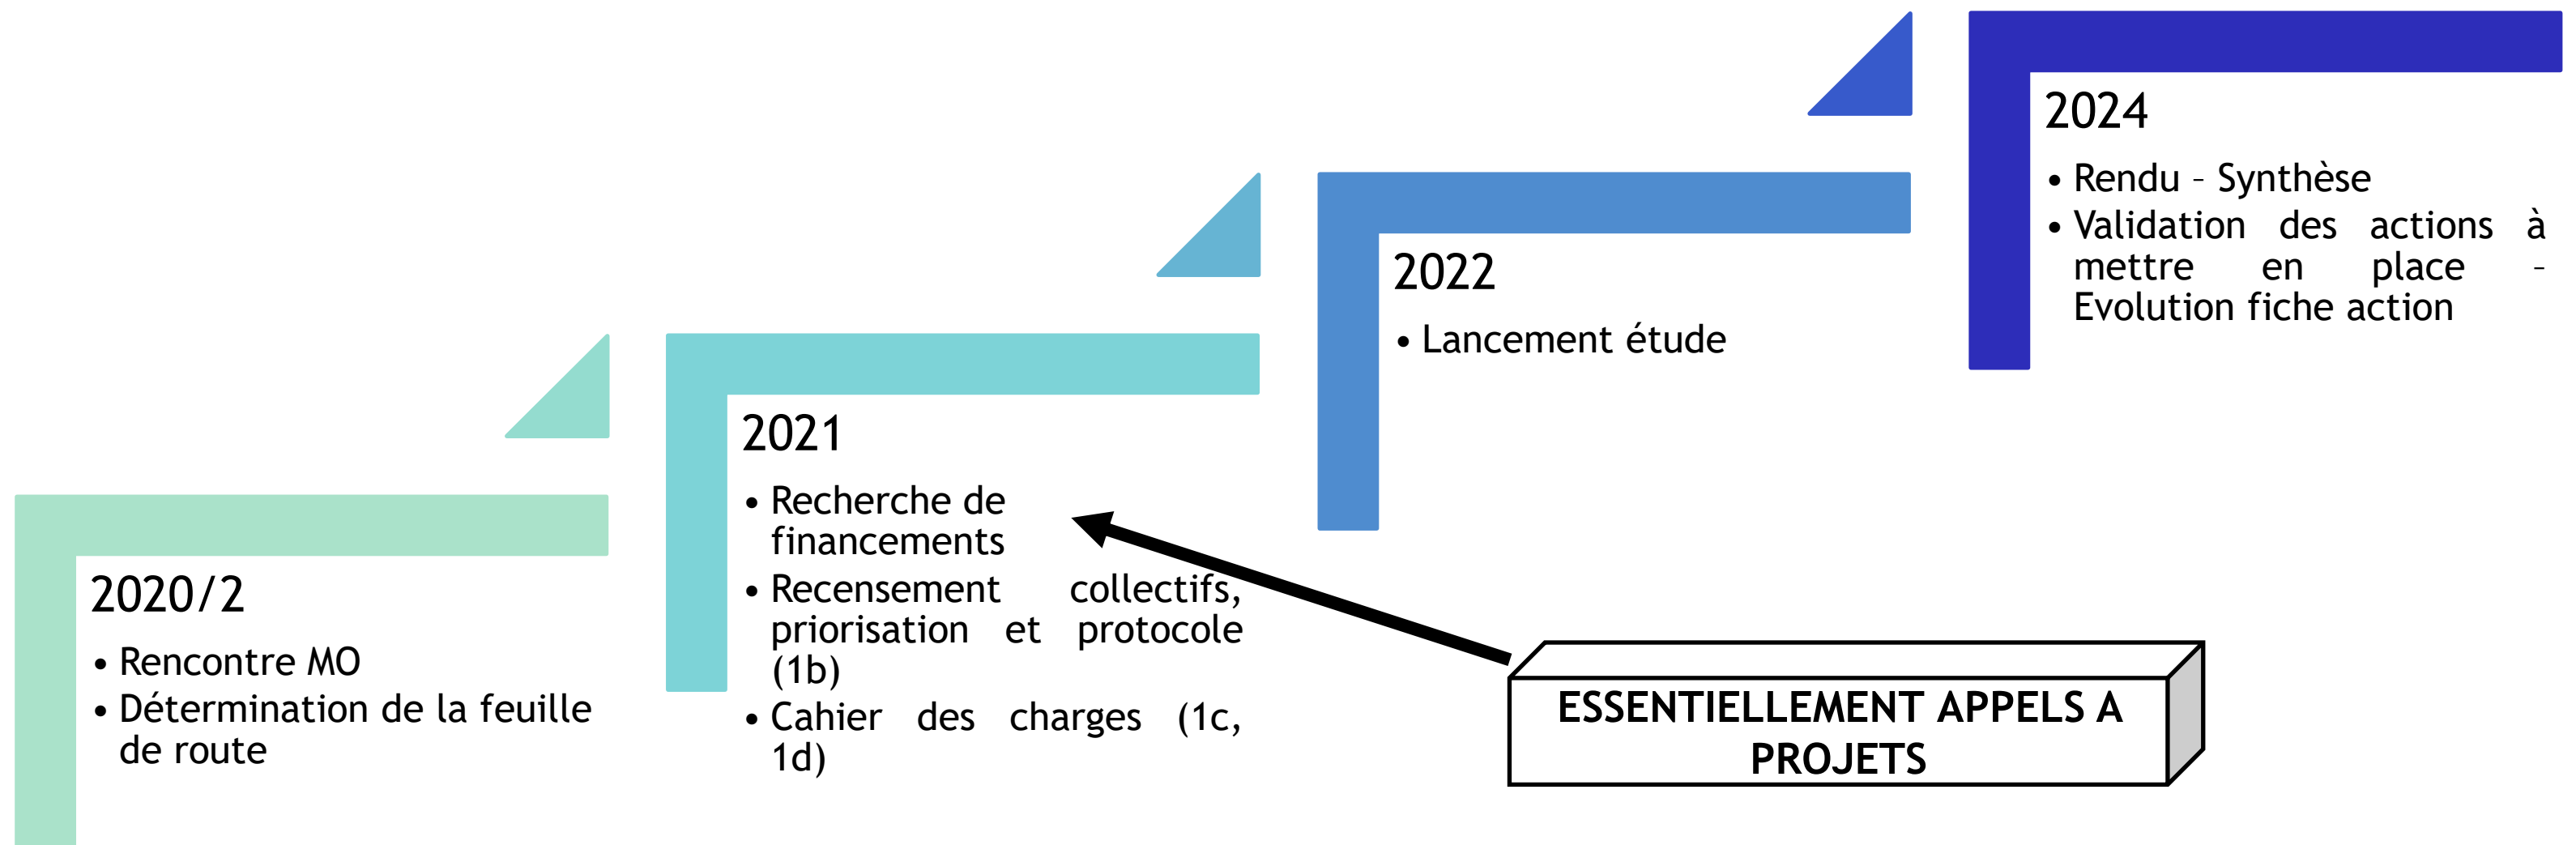 2020/2
• Rencontre MO
• Détermination de la feuille
de route
2021
• Recherche de
financements
• Recensement collectifs,
priorisation et protocole
(1b)
• Cahier des charges (1c,
1d)
2022
• Lancement étude
2024
• Rendu – Synthèse
• Validation des actions à
mettre en place –
Evolution fiche action
ESSENTIELLEMENT APPELS A
PROJETS